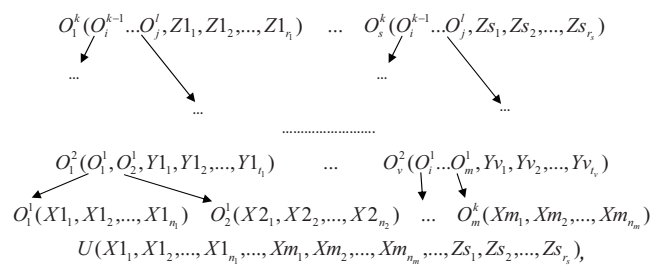 O_1^k(O_i^{k-1}...O_j^l, Z1_1, Z1_2,..., Z1_{r_1}) ... O_s^k(O_i^{k-1}...O_j^l, Zs_1, Zs_2,..., Zs_{r_s})
... ...
... ...
.........................
O_1^2(O_1^1, O_2^1, Y1_1, Y1_2,..., Y1_{t_1}) ... O_v^2(O_i^1...O_m^1, Yv_1, Yv_2,..., Yv_{t_v})
O_1^1(X1_1, X1_2,..., X1_{n_1}) O_2^1(X2_1, X2_2,..., X2_{n_2}) ... O_m^k(Xm_1, Xm_2,..., Xm_{n_m})
U(X1_1, X1_2,..., X1_{n_1},..., Xm_1, Xm_2,..., Xm_{n_m},..., Zs_1, Zs_2,..., Zs_{r_s}),